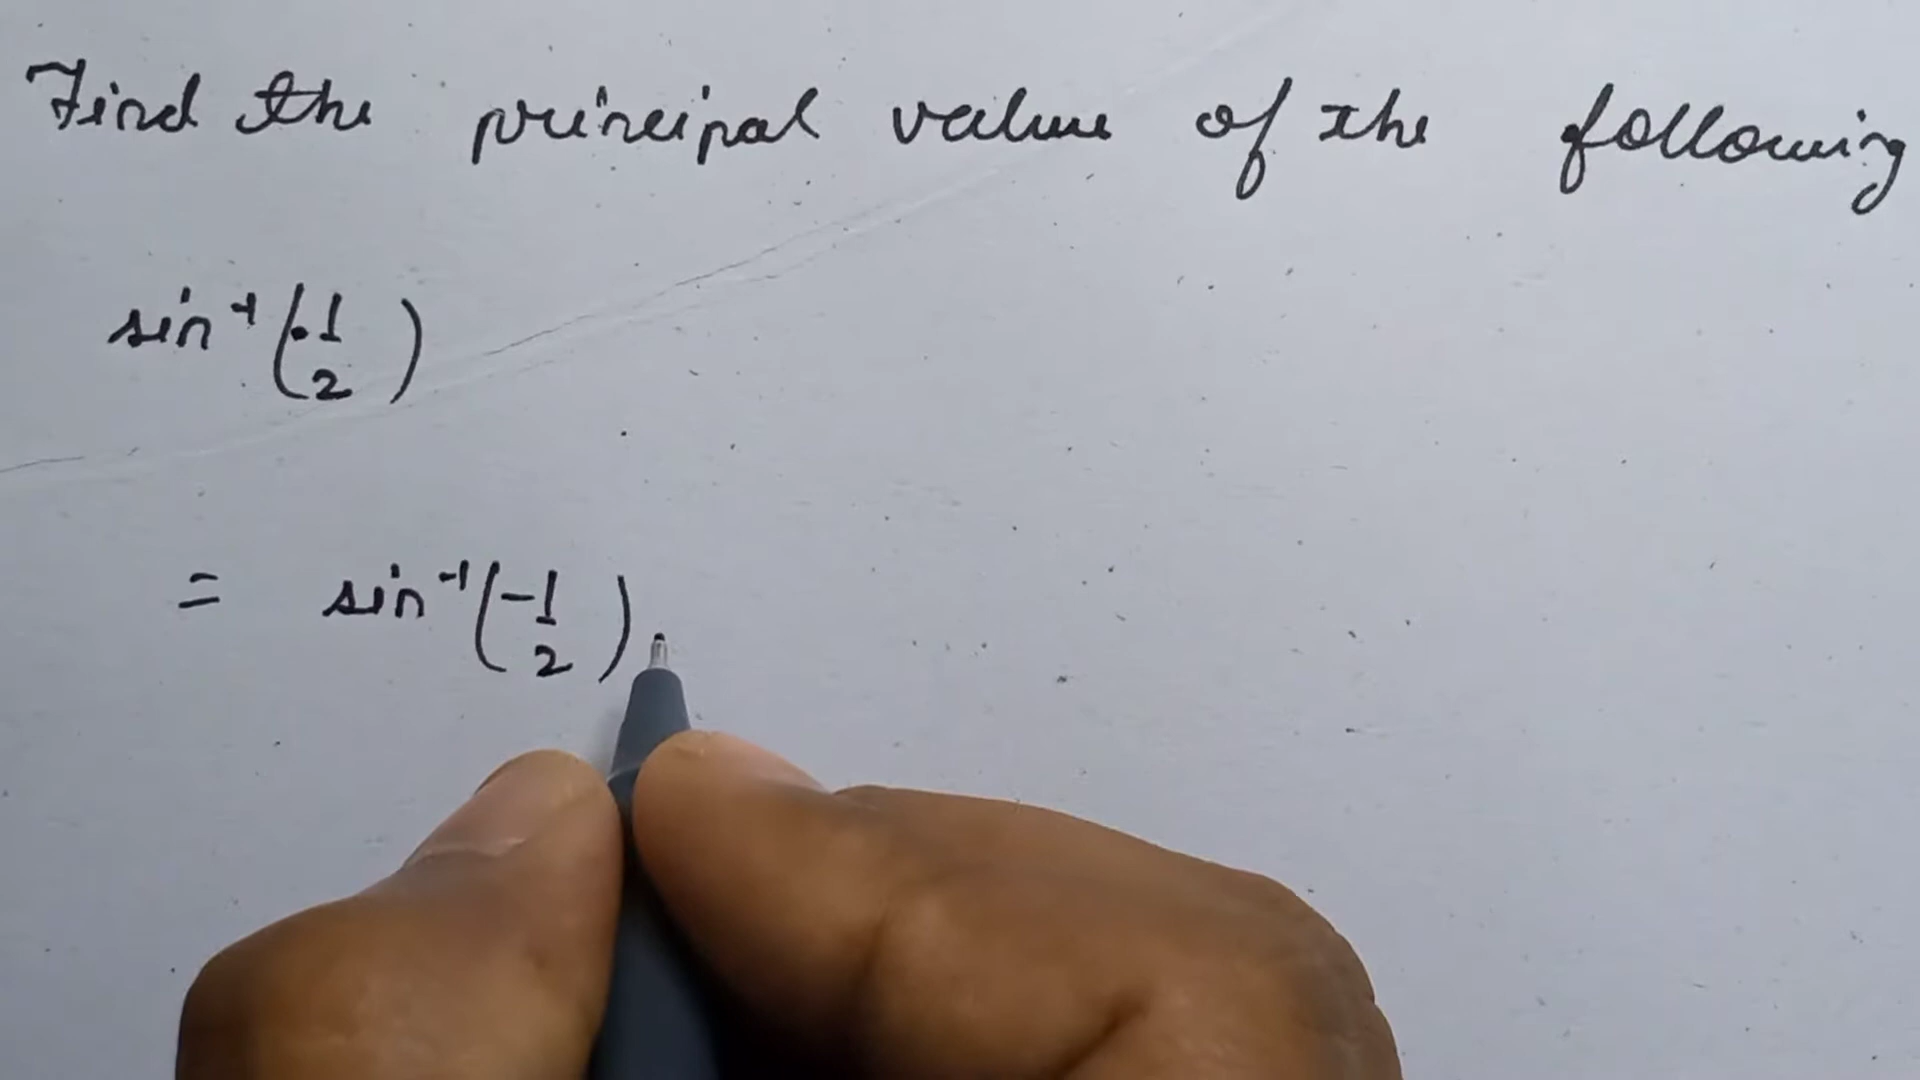 Find the principal value of the following
sin⁻¹(-1/2)
= sin⁻¹(-1/2)